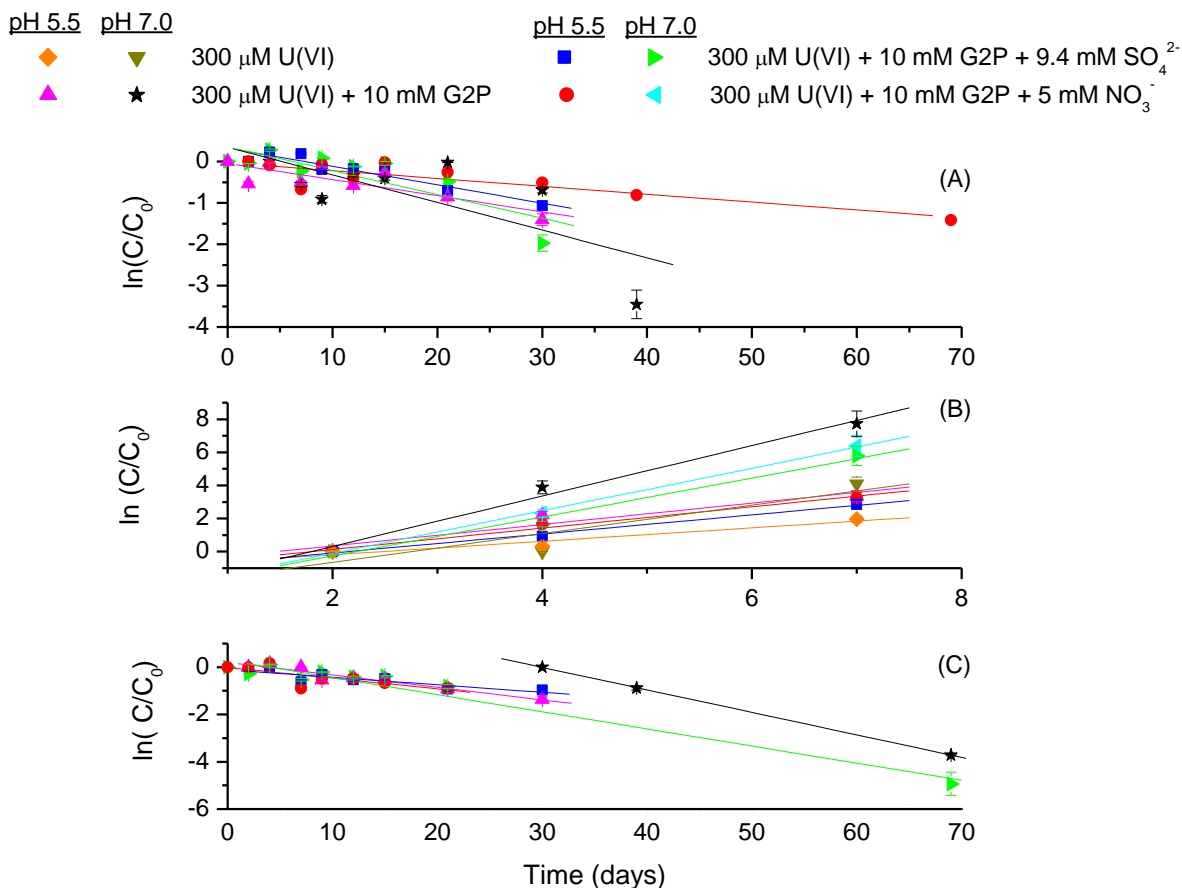 pH 5.5 pH 7.0 pH 5.5 pH 7.0
300 μM U(VI) 300 μM U(VI) + 10 mM G2P + 9.4 mM SO₄²⁻
300 μM U(VI) + 10 mM G2P 300 μM U(VI) + 10 mM G2P + 5 mM NO₃⁻
(A)
ln(C/C₀)
0
-1
-2
-3
-4
0 10 20 30 40 50 60 70
(B)
ln (C/C₀)
8
6
4
2
0
2 4 6 8
(C)
ln( C/C₀)
0
-2
-4
-6
0 10 20 30 40 50 60 70
Time (days)